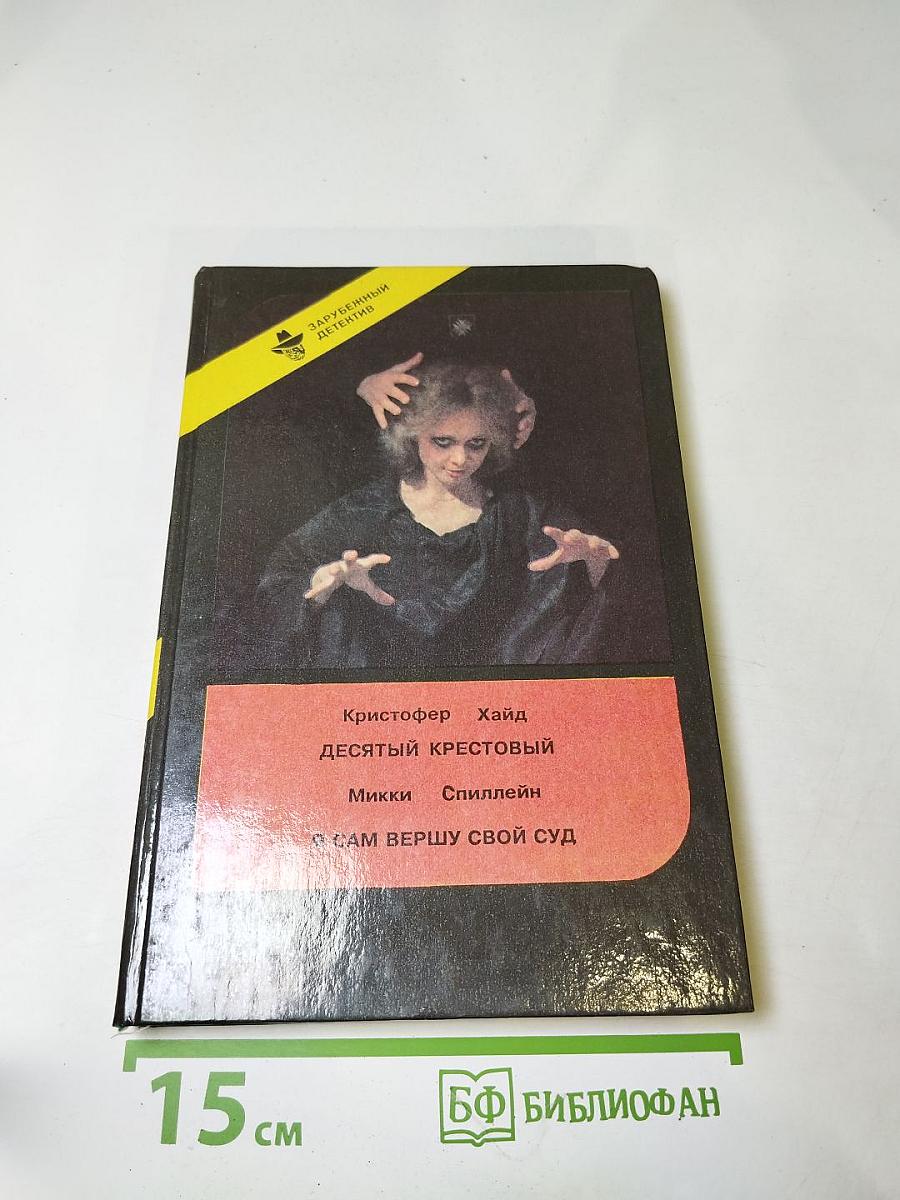 ЗАРУБЕЖНЫЙ
ДЕТЕКТИВ
Кристофер Хайд
ДЕСЯТЫЙ КРЕСТОВЫЙ
Микки Спиллейн
Я САМ ВЕРШУ СВОЙ СУД
15 см
БФ БИБЛИОФАН